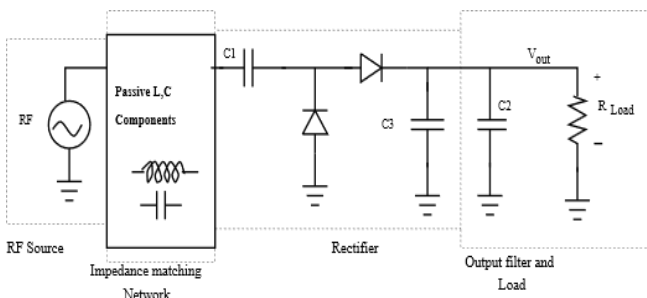 C1
V_out
Passive L,C
Components
RF
C3
C2
+
R Load
−
RF Source
Impedance matching
Network
Rectifier
Output filter and
Load